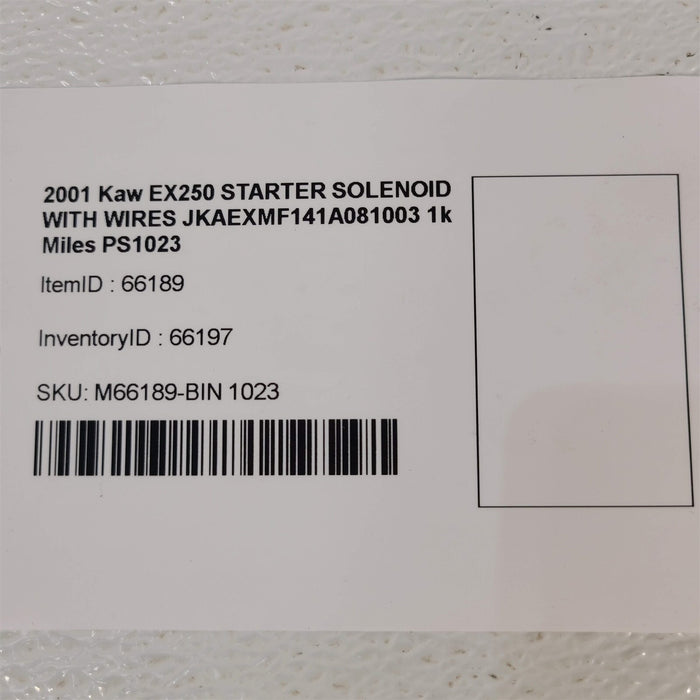 2001 Kaw EX250 STARTER SOLENOID
WITH WIRES JKAEXMF141A081003 1k
Miles PS1023
ItemID : 66189
InventoryID : 66197
SKU: M66189-BIN 1023